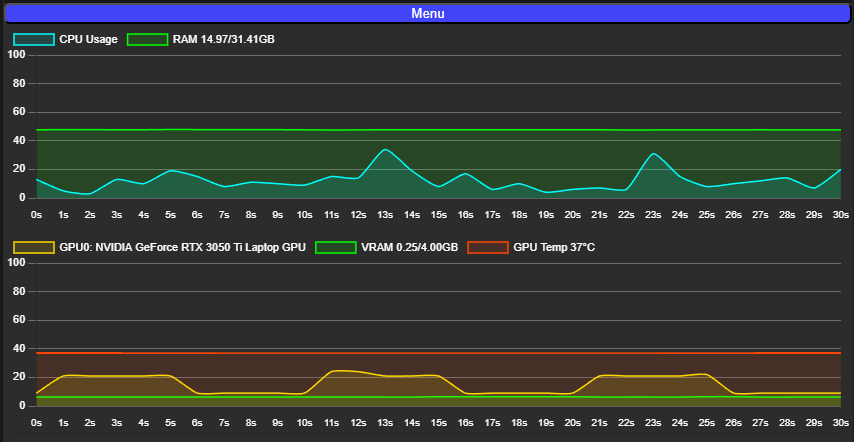 Menu
CPU Usage RAM 14.97/31.41GB
100
80
60
40
20
0
0s 1s 2s 3s 4s 5s 6s 7s 8s 9s 10s 11s 12s 13s 14s 15s 16s 17s 18s 19s 20s 21s 22s 23s 24s 25s 26s 27s 28s 29s 30s
GPU0: NVIDIA GeForce RTX 3050 Ti Laptop GPU VRAM 0.25/4.00GB GPU Temp 37°C
100
80
60
40
20
0
0s 1s 2s 3s 4s 5s 6s 7s 8s 9s 10s 11s 12s 13s 14s 15s 16s 17s 18s 19s 20s 21s 22s 23s 24s 25s 26s 27s 28s 29s 30s